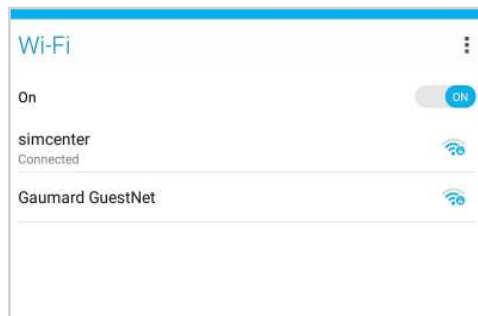 Wi-Fi
On
ON
simcenter
Connected
Gaumard GuestNet